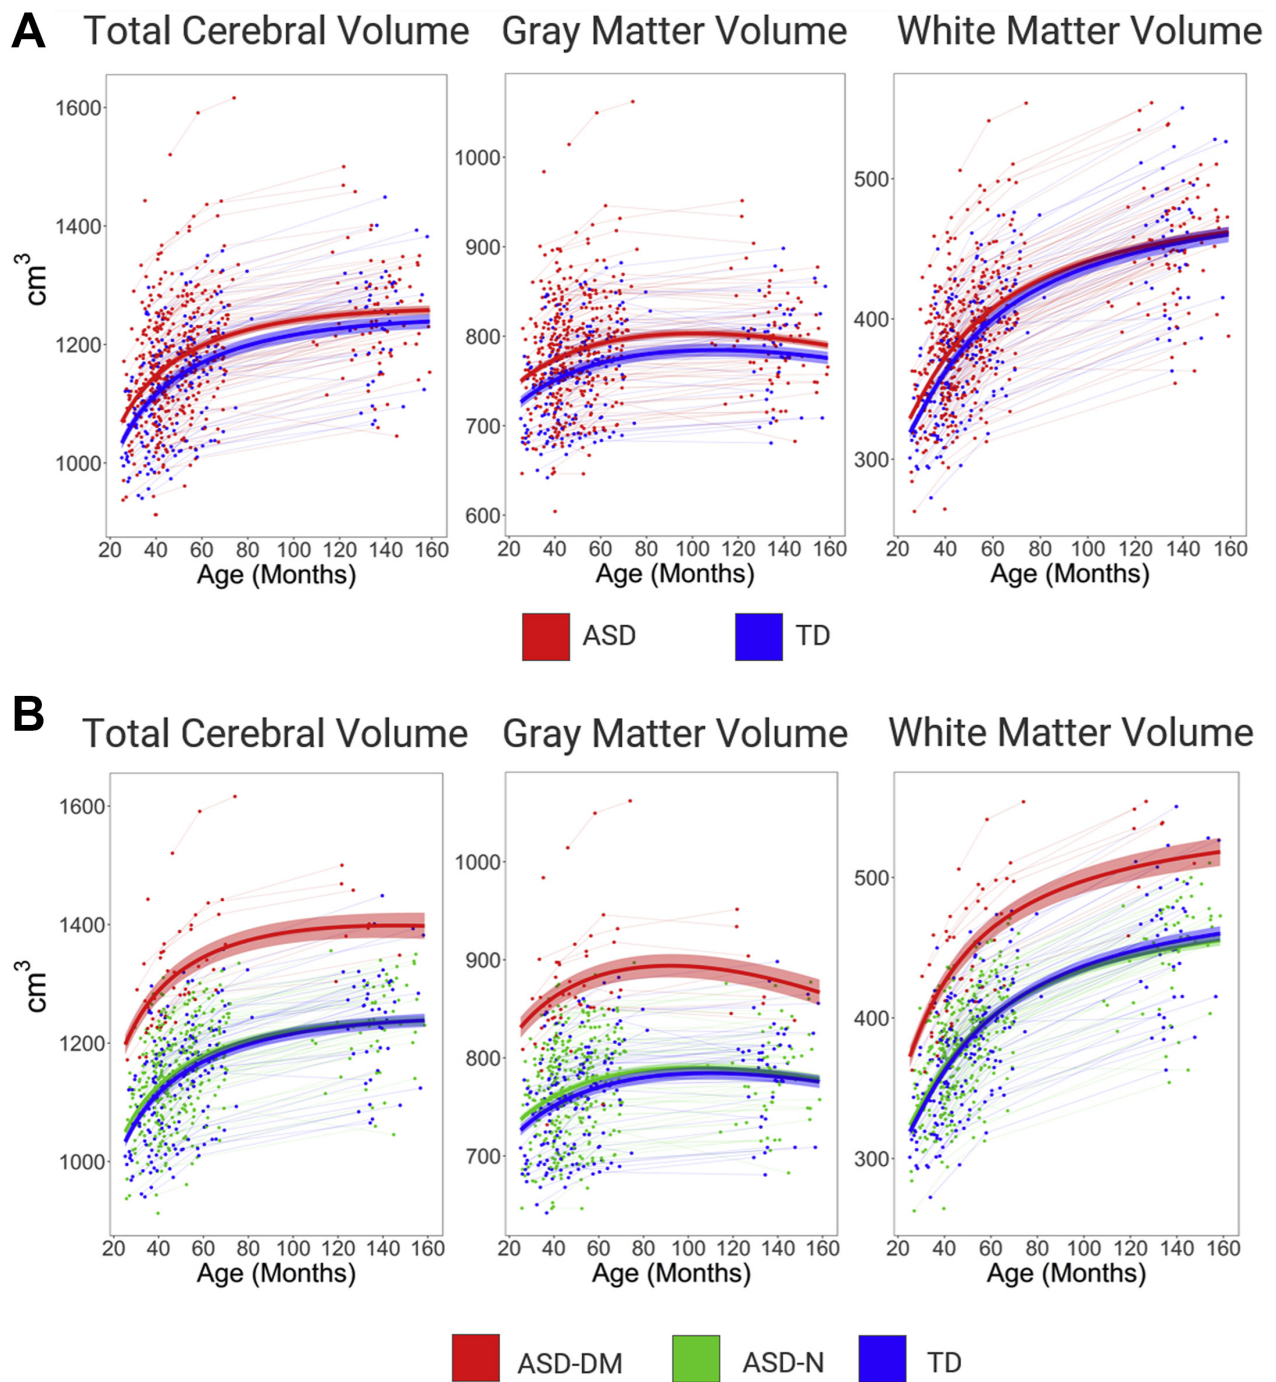 A
Total Cerebral Volume Gray Matter Volume White Matter Volume
cm³
1600
1400
1200
1000
20 40 60 80 100 120 140 160
Age (Months)
1000
900
800
700
600
20 40 60 80 100 120 140 160
Age (Months)
500
400
300
20 40 60 80 100 120 140 160
Age (Months)
ASD TD
B
Total Cerebral Volume Gray Matter Volume White Matter Volume
cm³
1600
1400
1200
1000
20 40 60 80 100 120 140 160
Age (Months)
1000
900
800
700
20 40 60 80 100 120 140 160
Age (Months)
500
400
300
20 40 60 80 100 120 140 160
Age (Months)
ASD-DM ASD-N TD